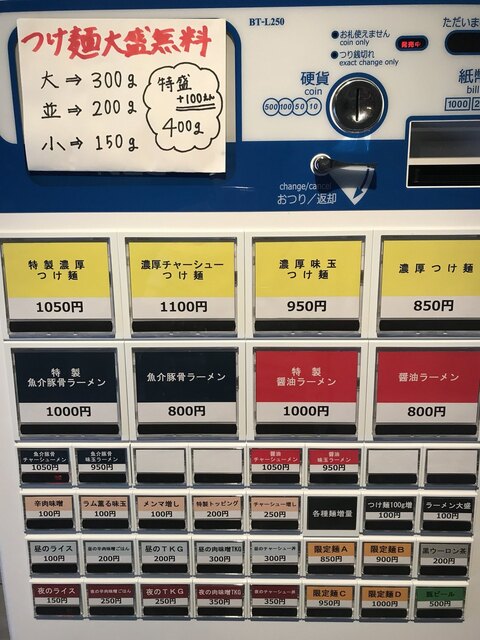 つけ麺大盛無料
大⇒300g
並⇒200g
小⇒150g
特盛
+100円
400g
BT-L250
●お札使えません
coin only
●つり銭切れ
exact change only
発売中
ただいま
硬貨
coin
500 100 50 10
紙幣
bill
1000
change/cancel
おつり/返却
特製濃厚
つけ麺
1050円
濃厚チャーシュー
つけ麺
1100円
濃厚味玉
つけ麺
950円
濃厚つけ麺
850円
特製
魚介豚骨ラーメン
1000円
魚介豚骨ラーメン
800円
特製
醤油ラーメン
1000円
醤油ラーメン
800円
魚介豚骨
チャーシューメン
1050円
魚介豚骨
味玉ラーメン
950円
醤油
チャーシューメン
1050円
醤油
味玉ラーメン
950円
辛肉味噌
100円
ラム薫る味玉
100円
メンマ増し
100円
特製トッピング
200円
チャーシュー増し
250円
各種麺増量
つけ麺100g増
100円
ラーメン大盛
100円
昼のライス
100円
昼の辛肉味噌ごはん
200円
昼のTKG
200円
昼の肉味噌TKG
300円
昼のチャーシュー丼
300円
限定麺A
850円
限定麺B
900円
黒ウーロン茶
200円
夜のライス
150円
夜の辛肉味噌ごはん
250円
夜のTKG
250円
夜の肉味噌TKG
350円
夜のチャーシュー丼
350円
限定麺C
950円
限定麺D
1000円
瓶ビール
500円